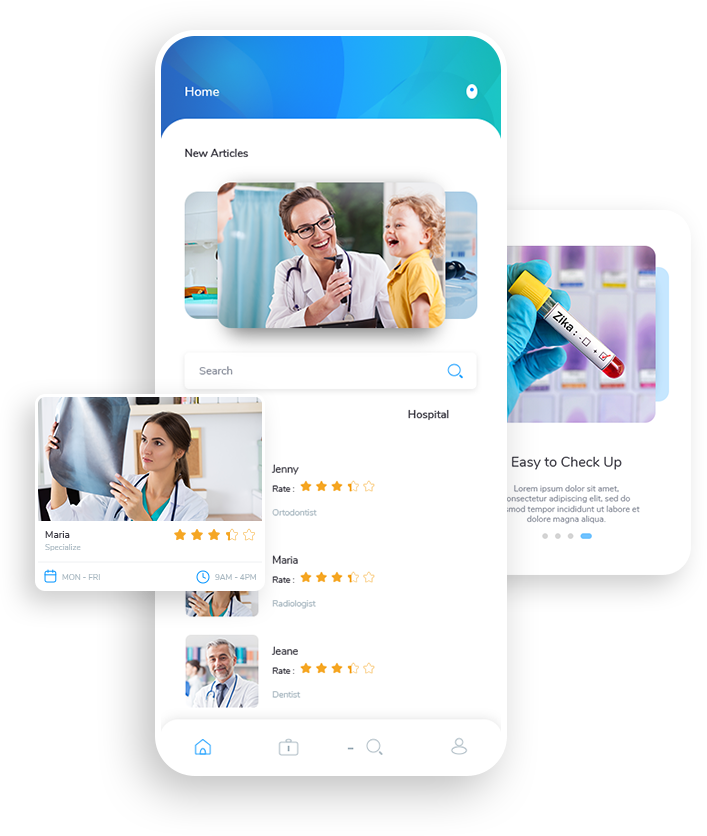 Home
New Articles
Search
Hospital
Jenny
Rate :
Ortodontist
Maria
Rate :
Radiologist
Jeane
Rate :
Dentist
Maria
Specialize
MON - FRI
9AM - 4PM
Zika : -
+
Easy to Check Up
Lorem ipsum dolor sit amet,
onsectetur adipiscing elit, sed do
smod tempor incididunt ut labore et
dolore magna aliqua.